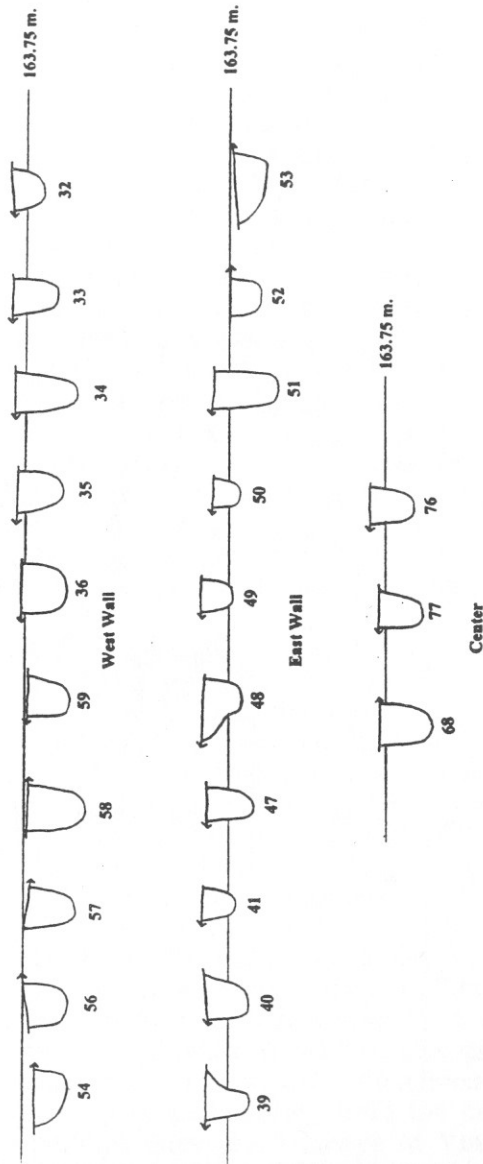 163.75 m.
54 56 57 58 59 36 35 34 33 32
West Wall
163.75 m.
39 40 41 47 48 49 50 51 52 53
East Wall
163.75 m.
68 77 76
Center